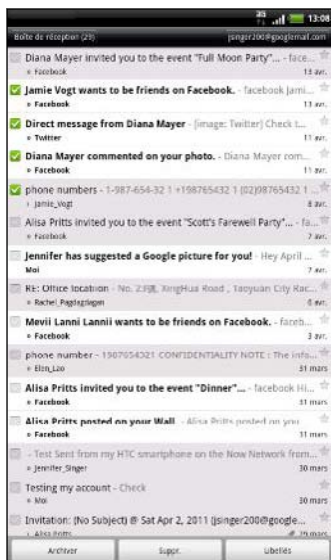 3G 13:08
Boîte de réception (29) jsinger200@googlemail.com
Diana Mayer invited you to the event "Full Moon Party"... - face...
» Facebook 13 avr.
Jamie Vogt wants to be friends on Facebook. - facebook Jami...
» Facebook 13 avr.
Direct message from Diana Mayer - [image: Twitter] Check t...
» Twitter 11 avr.
Diana Mayer commented on your photo. - Diana Mayer com...
» Facebook 11 avr.
phone numbers - 1-987-654-32 1 +198765432 1 (02)98765432 1 ...
› Jamie_Vogt 8 avr.
Alisa Pritts invited you to the event "Scott's Farewell Party"... - fa...
» Facebook 7 avr.
Jennifer has suggested a Google picture for you! - Hey April ...
Moi 7 avr.
RE: Office location - No. 23號, XingHua Road , Taoyuan City Rac...
» Rachel_Pagdagdagan 6 avr.
Mevii Lanni Lannii wants to be friends on Facebook. - faceb...
» Facebook 3 avr.
phone number - 1987654321 CONFIDENTIALITY NOTE : The info...
» Elen_Lao 31 mars
Alisa Pritts invited you to the event "Dinner"... - facebook Hi...
» Facebook 31 mars
Alisa Pritts posted on your Wall. - Alisa Pritts posted on you
» Facebook 31 mars
- Test Sent from my HTC smartphone on the Now Network from...
» Jennifer_Singer 30 mars
Testing my account - Check
» Moi 30 mars
Invitation: (No Subject) @ Sat Apr 2, 2011 (jsinger200@google...
› Alisa Pritts 29 mars
Archiver Suppr. Libellés